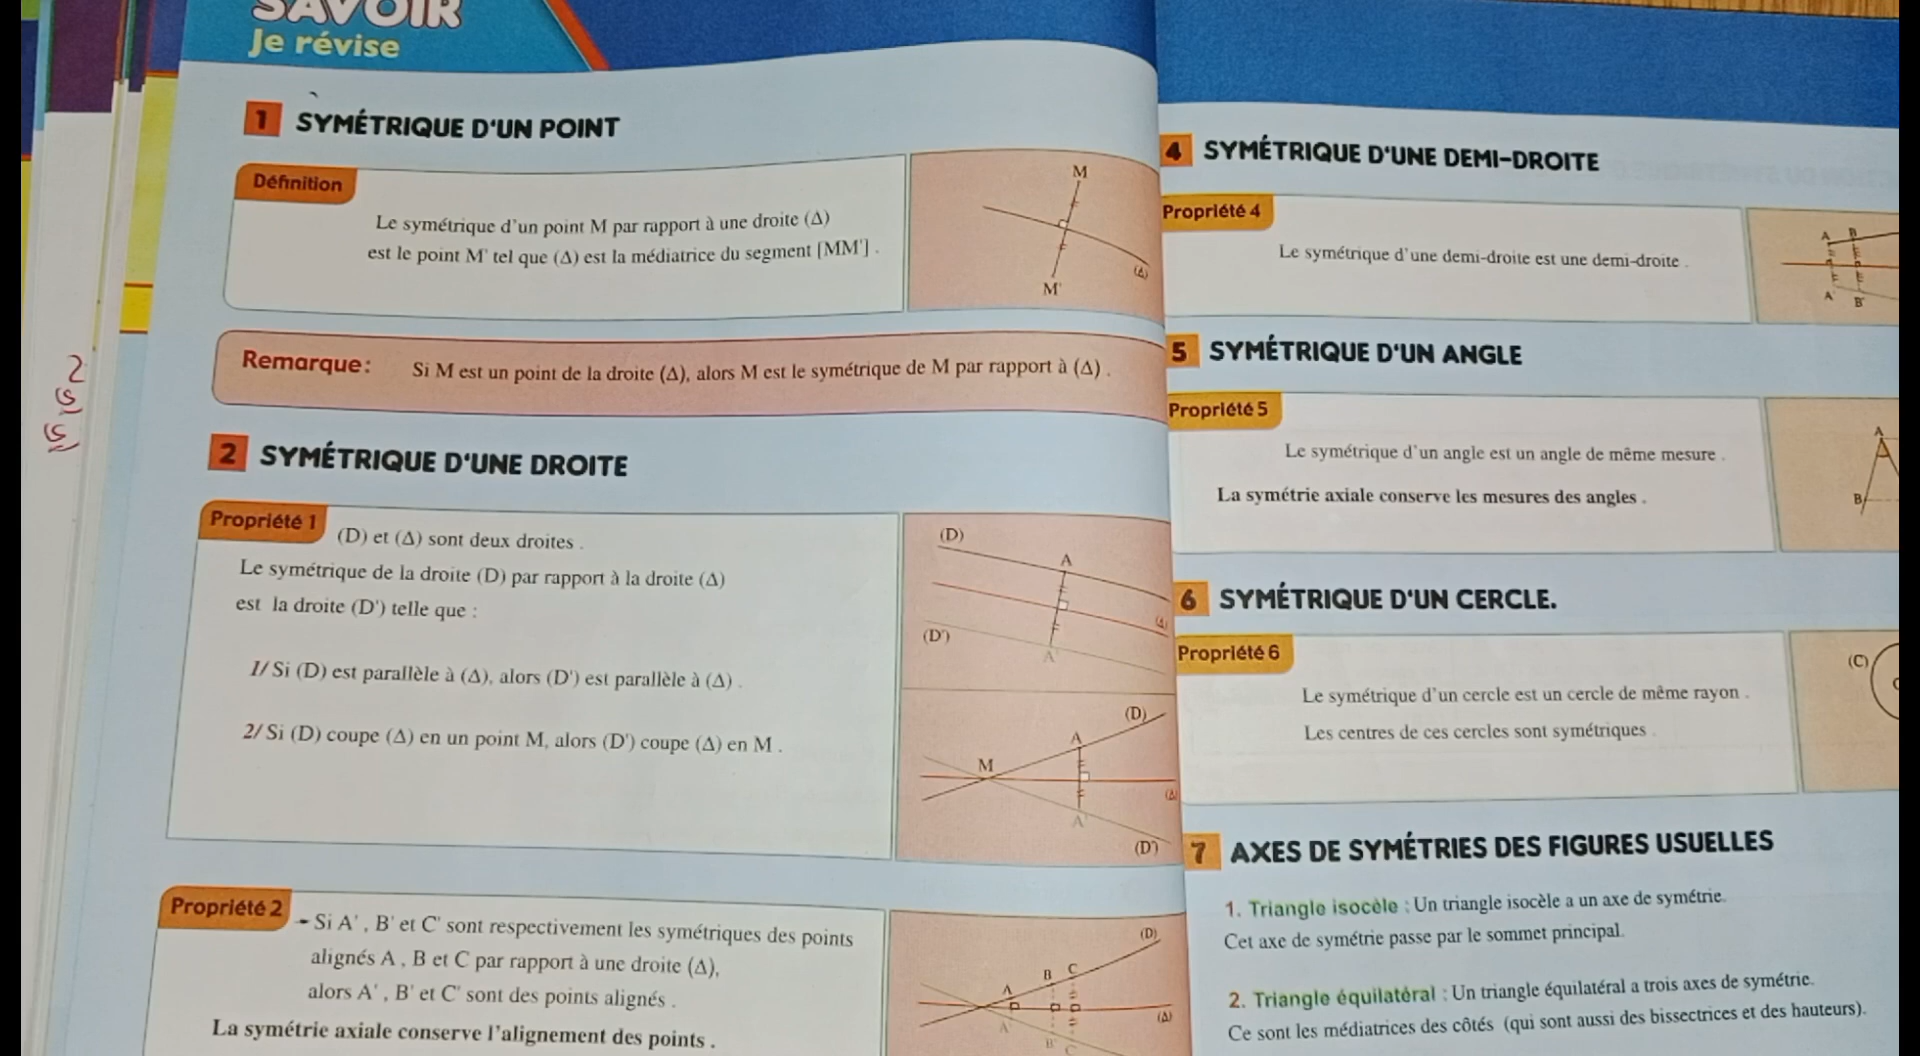 SAVOIR
Je révise
1 SYMÉTRIQUE D'UN POINT
Définition
Le symétrique d'un point M par rapport à une droite (Δ)
est le point M' tel que (Δ) est la médiatrice du segment [MM'] .
M
(Δ)
M'
Remarque : Si M est un point de la droite (Δ), alors M est le symétrique de M par rapport à (Δ) .
2 SYMÉTRIQUE D'UNE DROITE
Propriété 1
(D) et (Δ) sont deux droites .
Le symétrique de la droite (D) par rapport à la droite (Δ)
est la droite (D') telle que :
1/ Si (D) est parallèle à (Δ), alors (D') est parallèle à (Δ) .
2/ Si (D) coupe (Δ) en un point M, alors (D') coupe (Δ) en M .
(D)
A
(Δ)
(D')
A'
(D)
A
M
(Δ)
A'
(D')
Propriété 2
- Si A' , B' et C' sont respectivement les symétriques des points
alignés A , B et C par rapport à une droite (Δ),
alors A' , B' et C' sont des points alignés .
La symétrie axiale conserve l'alignement des points .
(D)
B C
A
(Δ)
A'
B' C'
4 SYMÉTRIQUE D'UNE DEMI-DROITE
Propriété 4
Le symétrique d'une demi-droite est une demi-droite .
A B
A' B'
5 SYMÉTRIQUE D'UN ANGLE
Propriété 5
Le symétrique d'un angle est un angle de même mesure .
La symétrie axiale conserve les mesures des angles .
A
B
6 SYMÉTRIQUE D'UN CERCLE.
Propriété 6
Le symétrique d'un cercle est un cercle de même rayon .
Les centres de ces cercles sont symétriques .
(C)
7 AXES DE SYMÉTRIES DES FIGURES USUELLES
1. Triangle isocèle : Un triangle isocèle a un axe de symétrie.
Cet axe de symétrie passe par le sommet principal.
2. Triangle équilatéral : Un triangle équilatéral a trois axes de symétrie.
Ce sont les médiatrices des côtés (qui sont aussi des bissectrices et des hauteurs).